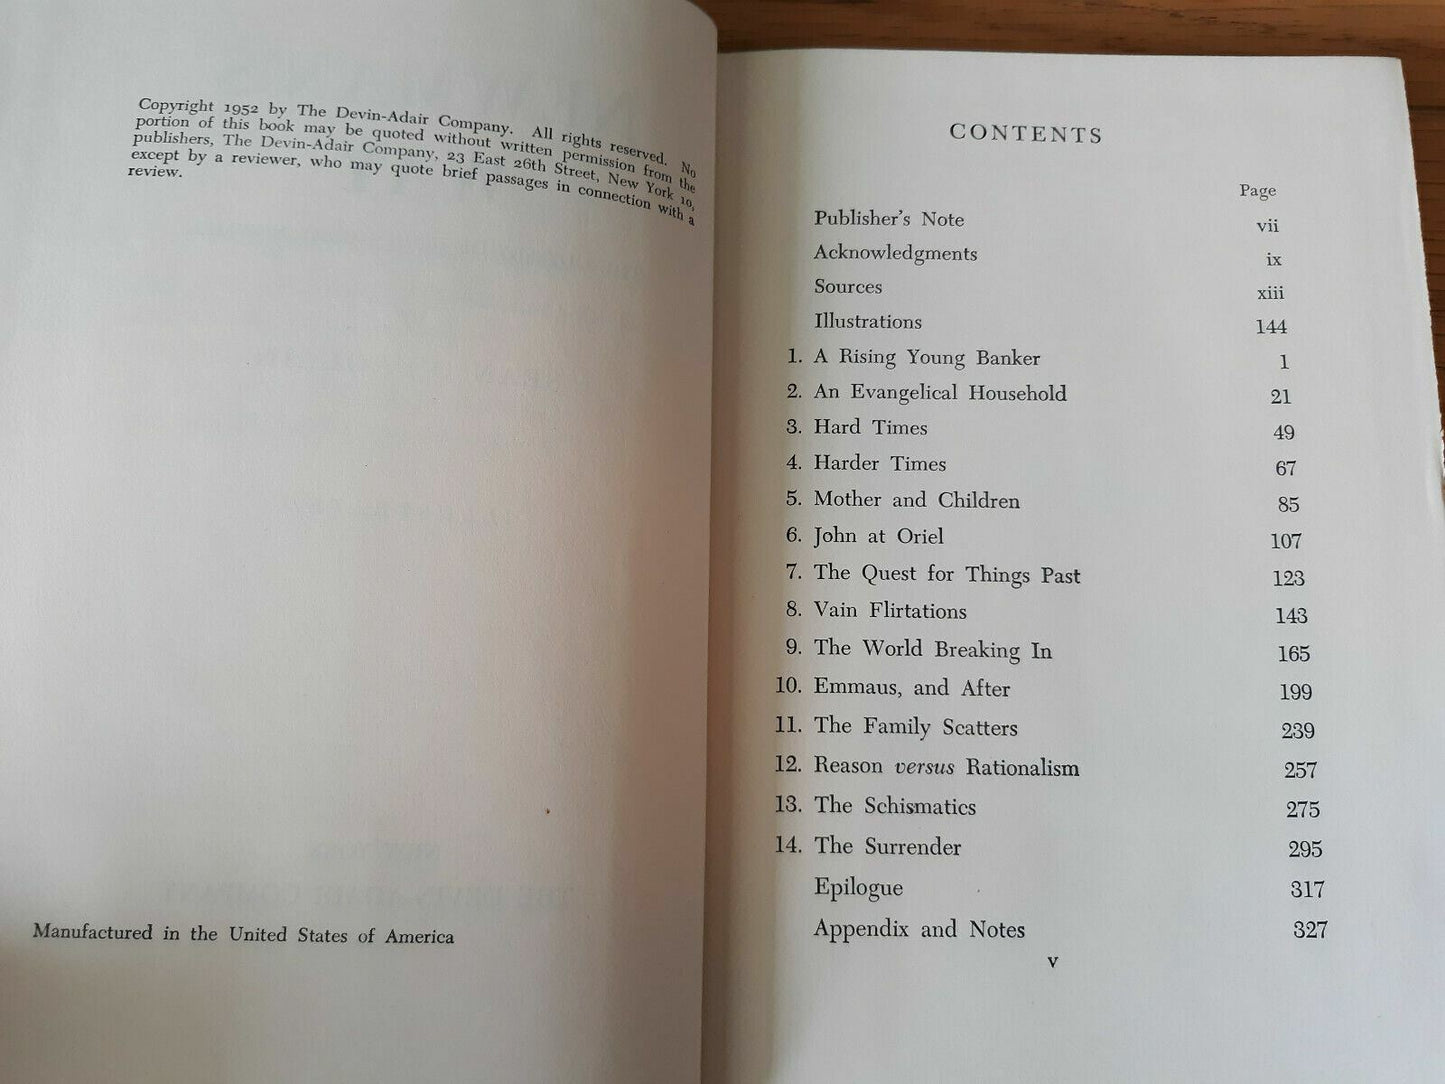 Copyright 1952 by The Devin-Adair Company. All rights reserved. No
portion of this book may be quoted without written permission from the
publishers, The Devin-Adair Company, 23 East 26th Street, New York 10,
except by a reviewer, who may quote brief passages in connection with a
review.
Manufactured in the United States of America
CONTENTS
Page
Publisher's Note vii
Acknowledgments ix
Sources xiii
Illustrations 144
1. A Rising Young Banker 1
2. An Evangelical Household 21
3. Hard Times 49
4. Harder Times 67
5. Mother and Children 85
6. John at Oriel 107
7. The Quest for Things Past 123
8. Vain Flirtations 143
9. The World Breaking In 165
10. Emmaus, and After 199
11. The Family Scatters 239
12. Reason versus Rationalism 257
13. The Schismatics 275
14. The Surrender 295
Epilogue 317
Appendix and Notes 327
v